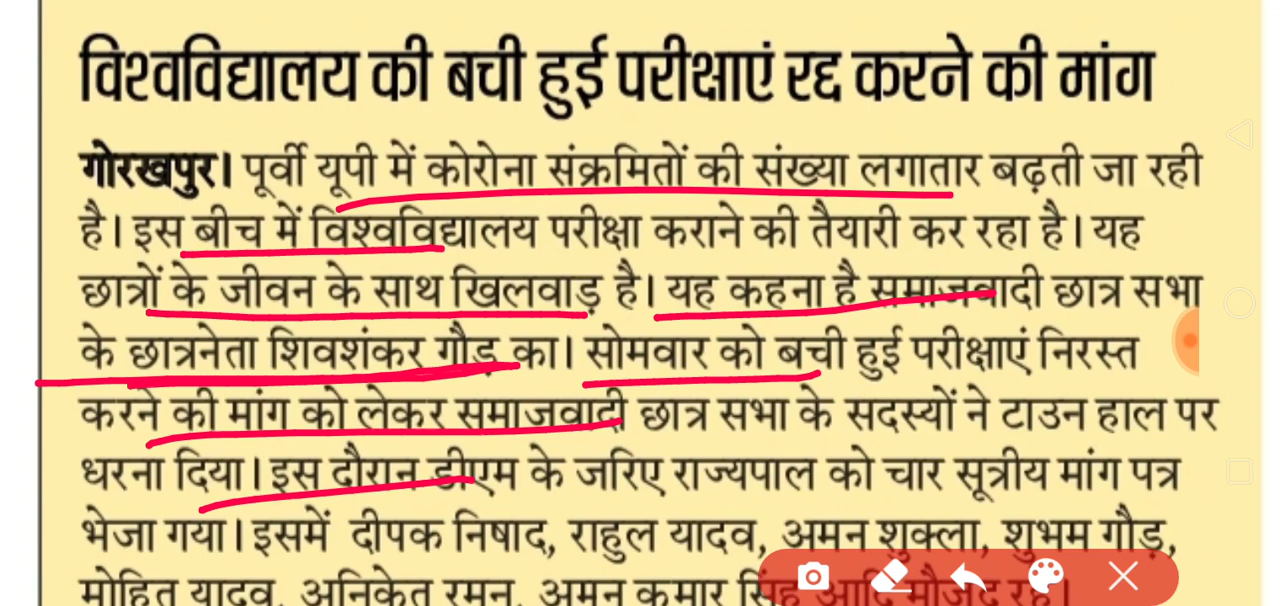 विश्वविद्यालय की बची हुई परीक्षाएं रद्द करने की मांग
गोरखपुर। पूर्वी यूपी में कोरोना संक्रमितों की संख्या लगातार बढ़ती जा रही
है। इस बीच में विश्वविद्यालय परीक्षा कराने की तैयारी कर रहा है। यह
छात्रों के जीवन के साथ खिलवाड़ है। यह कहना है समाजवादी छात्र सभा
के छात्रनेता शिवशंकर गौड़ का। सोमवार को बची हुई परीक्षाएं निरस्त
करने की मांग को लेकर समाजवादी छात्र सभा के सदस्यों ने टाउन हाल पर
धरना दिया। इस दौरान डीएम के जरिए राज्यपाल को चार सूत्रीय मांग पत्र
भेजा गया। इसमें दीपक निषाद, राहुल यादव, अमन शुक्ला, शुभम गौड़,
मोहित यादव, अनिकेत रमन, अमन कुमार सिंह आदि मौजूद रहे।